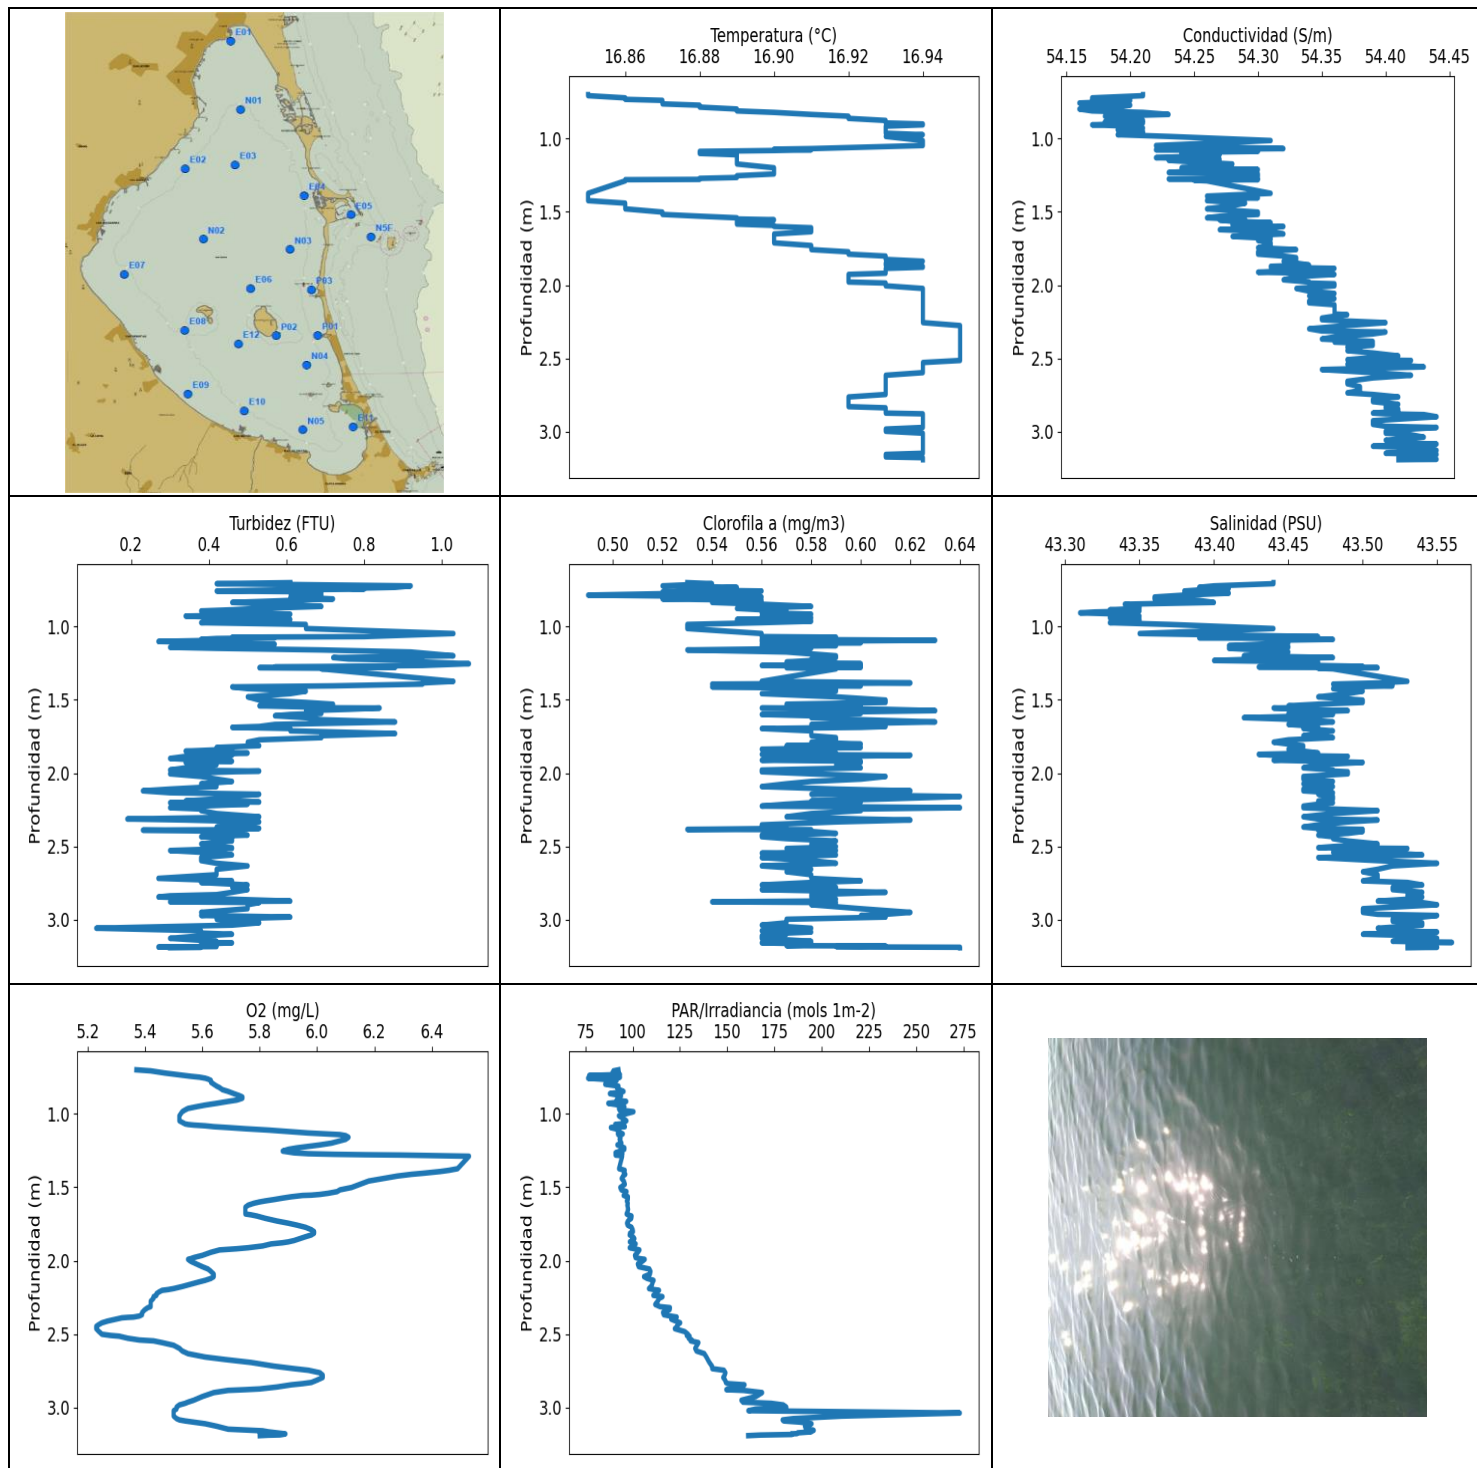 E01
N01
E02
E03
E04
E05
N5F
N02
N03
E07
E06
P03
E08
P02
P01
E12
N04
E09
E10
N05
E11
Temperatura (°C)
16.86 16.88 16.90 16.92 16.94
Profundidad (m)
1.0
1.5
2.0
2.5
3.0
Conductividad (S/m)
54.15 54.20 54.25 54.30 54.35 54.40 54.45
Profundidad (m)
1.0
1.5
2.0
2.5
3.0
Turbidez (FTU)
0.2 0.4 0.6 0.8 1.0
Profundidad (m)
1.0
1.5
2.0
2.5
3.0
Clorofila a (mg/m3)
0.50 0.52 0.54 0.56 0.58 0.60 0.62 0.64
Profundidad (m)
1.0
1.5
2.0
2.5
3.0
Salinidad (PSU)
43.30 43.35 43.40 43.45 43.50 43.55
Profundidad (m)
1.0
1.5
2.0
2.5
3.0
O2 (mg/L)
5.2 5.4 5.6 5.8 6.0 6.2 6.4
Profundidad (m)
1.0
1.5
2.0
2.5
3.0
PAR/Irradiancia (mols 1m-2)
75 100 125 150 175 200 225 250 275
Profundidad (m)
1.0
1.5
2.0
2.5
3.0